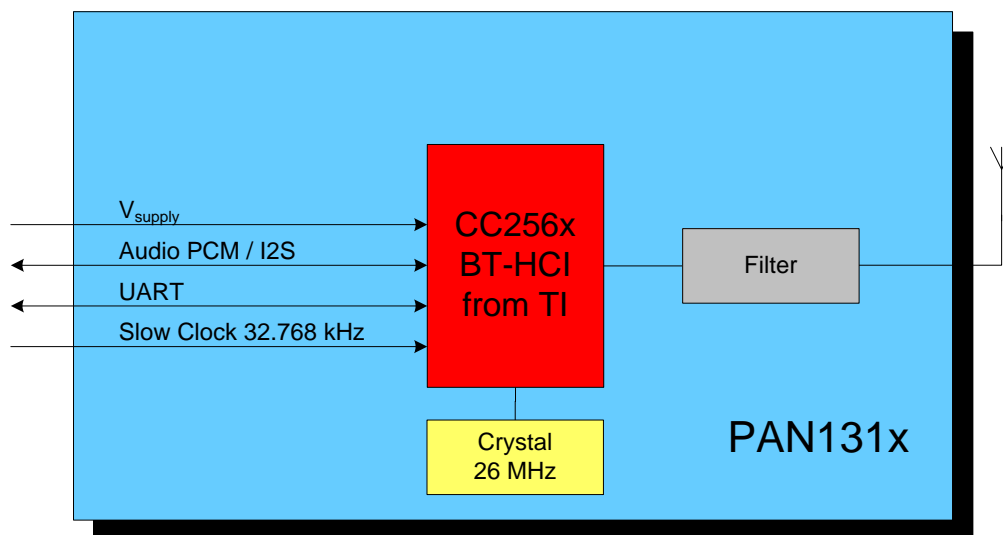 V_supply
Audio PCM / I2S
UART
Slow Clock 32.768 kHz
CC256x
BT-HCI
from TI
Filter
Crystal
26 MHz
PAN131x